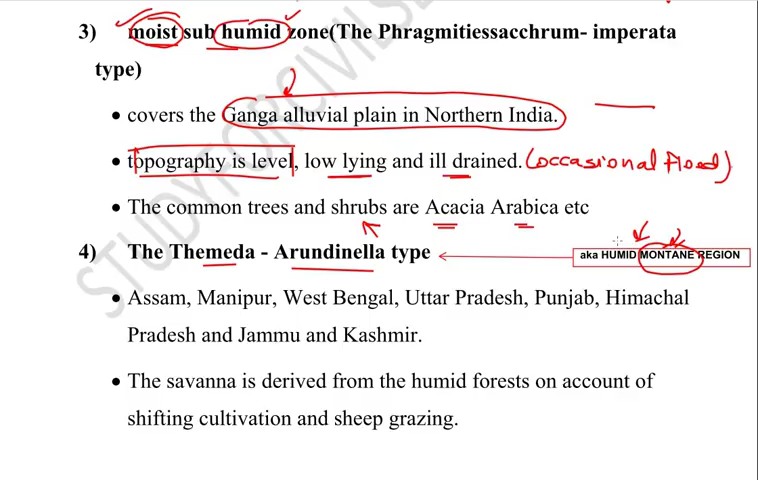 3) moist sub humid zone(The Phragmitiessacchrum- imperata
type)
• covers the Ganga alluvial plain in Northern India.
• topography is level, low lying and ill drained. (occasional flood)
• The common trees and shrubs are Acacia Arabica etc
4) The Themeda - Arundinella type
aka HUMID MONTANE REGION
• Assam, Manipur, West Bengal, Uttar Pradesh, Punjab, Himachal
Pradesh and Jammu and Kashmir.
• The savanna is derived from the humid forests on account of
shifting cultivation and sheep grazing.
STUDYFORCIVILSE